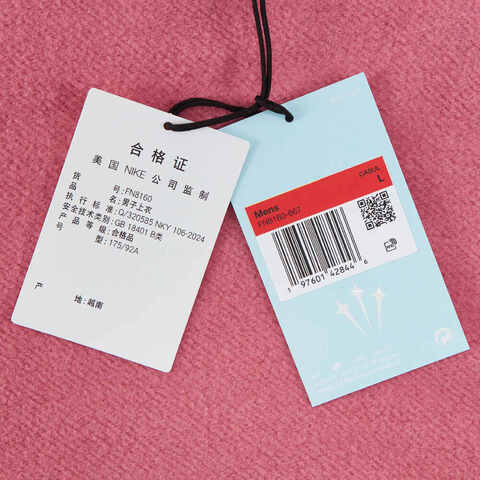 合格证
美国 NIKE 公司监制
货号: FN8160
品名: 男子上衣
执行标准: Q/320585 NKY 106-2024
安全技术类别: GB 18401 B类
产品等级: 合格品
号型: 175/92A
产地: 越南
CASUAL
L
Mens
FN8160-667
1 97601 42844 6